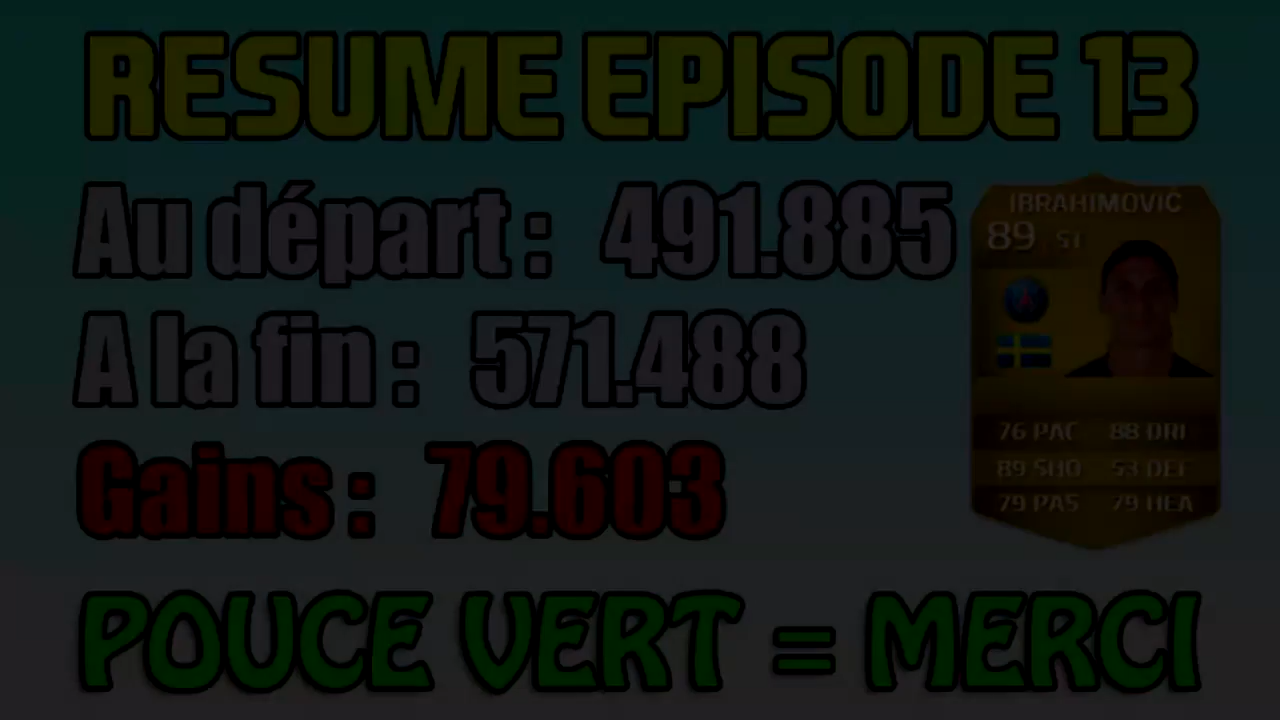 RESUME EPISODE 13
Au départ : 491.885
A la fin : 571.488
Gains : 79.603
POUCE VERT = MERCI
IBRAHIMOVIĆ
89 ST
76 PAC 88 DRI
89 SHO 53 DEF
79 PAS 79 HEA